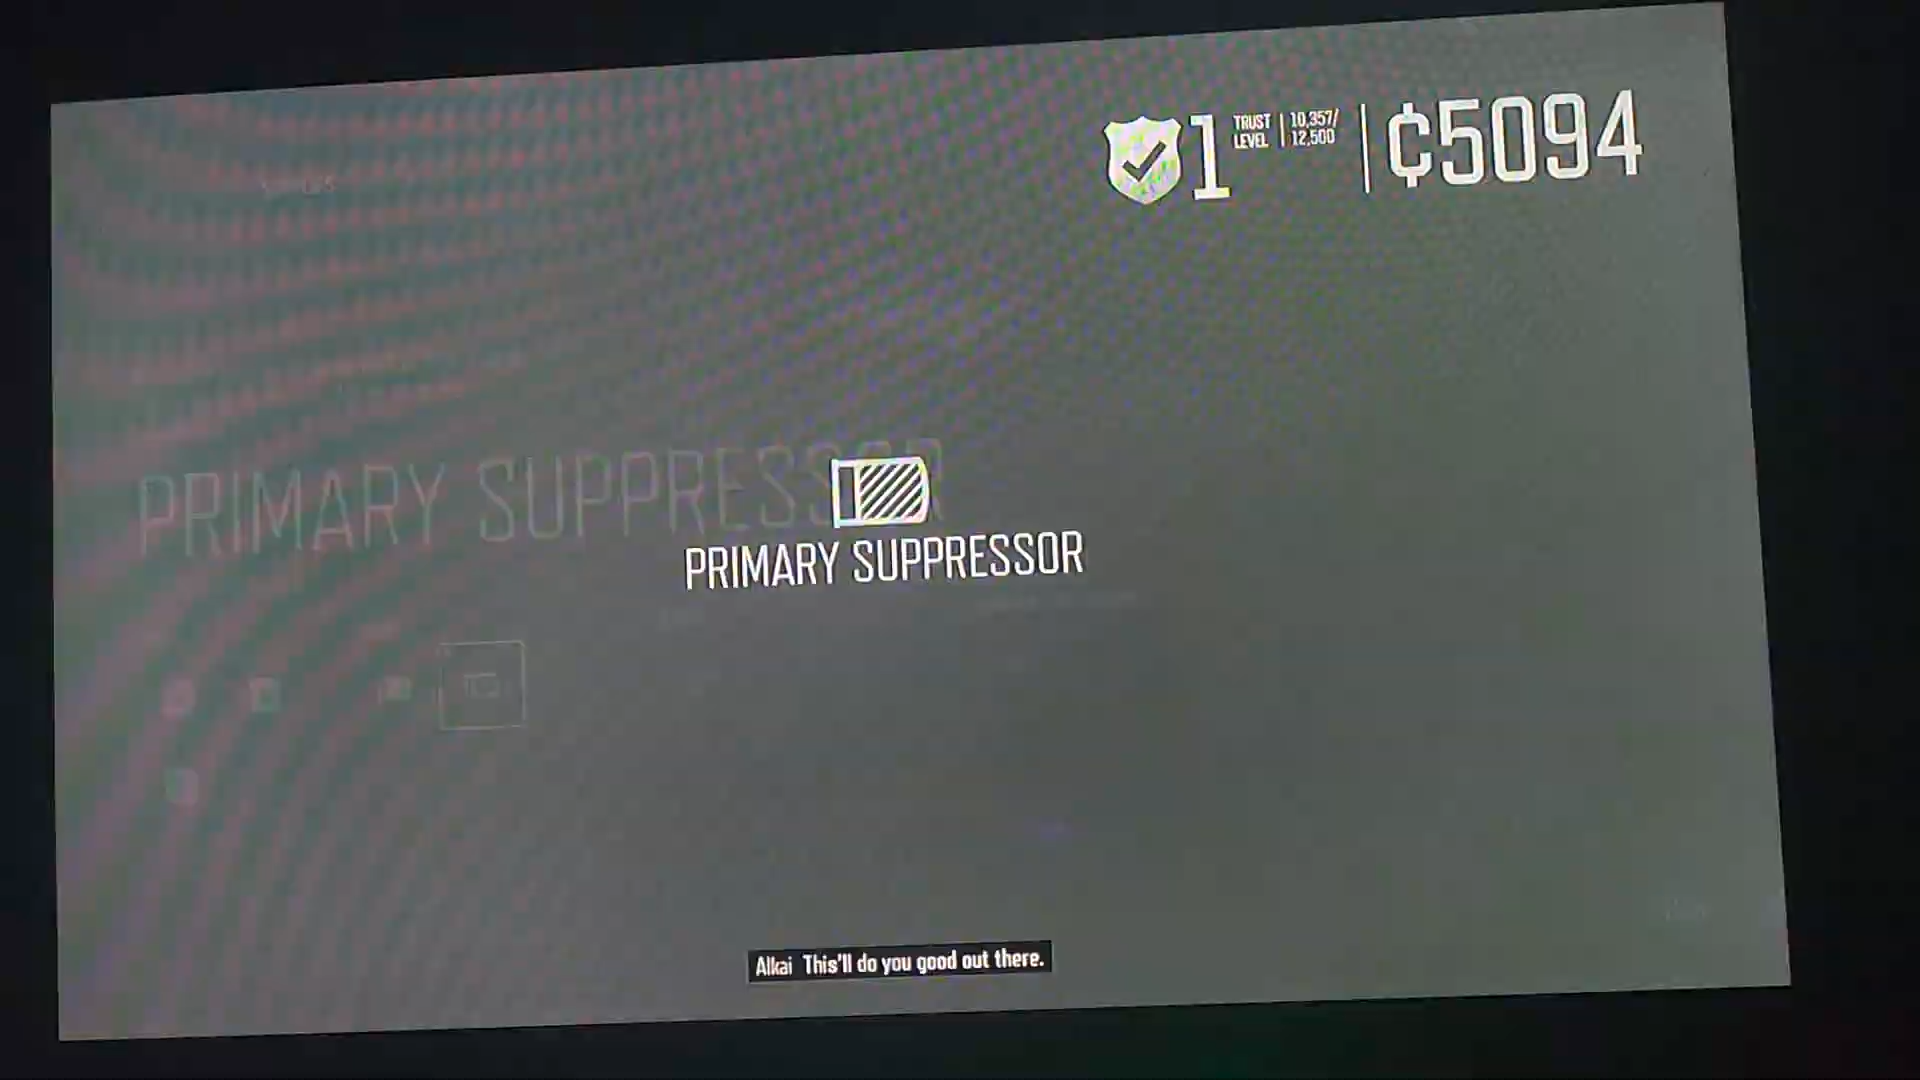 1
TRUST LEVEL
10,357/
12,500
¢5094
PRIMARY SUPPRESSOR
PRIMARY SUPPRESSOR
Alkai This'll do you good out there.